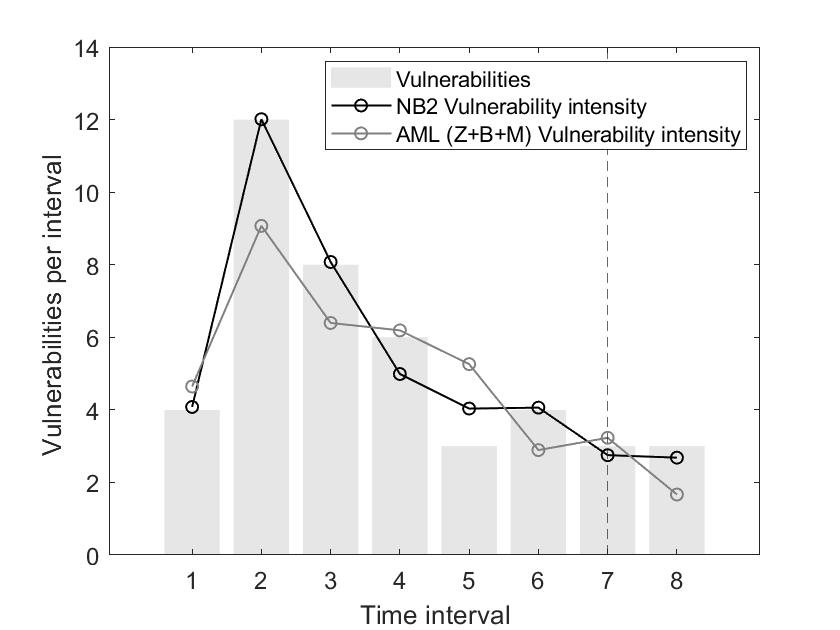 14
12
10
8
6
4
2
0
Vulnerabilities per interval
Vulnerabilities
NB2 Vulnerability intensity
AML (Z+B+M) Vulnerability intensity
1 2 3 4 5 6 7 8
Time interval